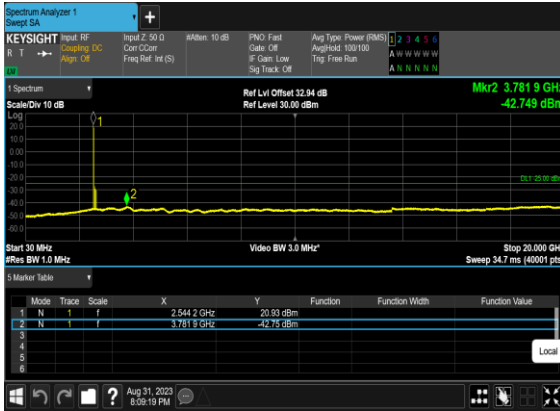 Spectrum Analyzer 1
Swept SA
+
KEYSIGHT Input: RF Input Z: 50 Ω #Atten: 10 dB PNO: Fast Avg Type: Power (RMS) 1 2 3 4 5 6
R T Coupling: DC Corr CCorr Gate: Off Avg|Hold: 100/100 A W W W W W
Align: Off Freq Ref: Int (S) IF Gain: Low Trig: Free Run
Sig Track: Off A N N N N N
1 Spectrum
Ref Lvl Offset 32.94 dB Mkr2 3.781 9 GHz
Scale/Div 10 dB Ref Level 30.00 dBm -42.749 dBm
Log
20.0
10.0
0.00
-10.0
-20.0
-30.0
-40.0
-50.0
-60.0
1
2
Start 30 MHz Video BW 3.0 MHz* Stop 20.000 GH
#Res BW 1.0 MHz Sweep 34.7 ms (40001 pts
5 Marker Table
Mode Trace Scale X Y Function Function Width Function Value
1 N 1 f 2.544 2 GHz 20.93 dBm
2 N 1 f 3.781 9 GHz -42.75 dBm
3
4
5
6
Local
? Aug 31, 2023
8:09:19 PM